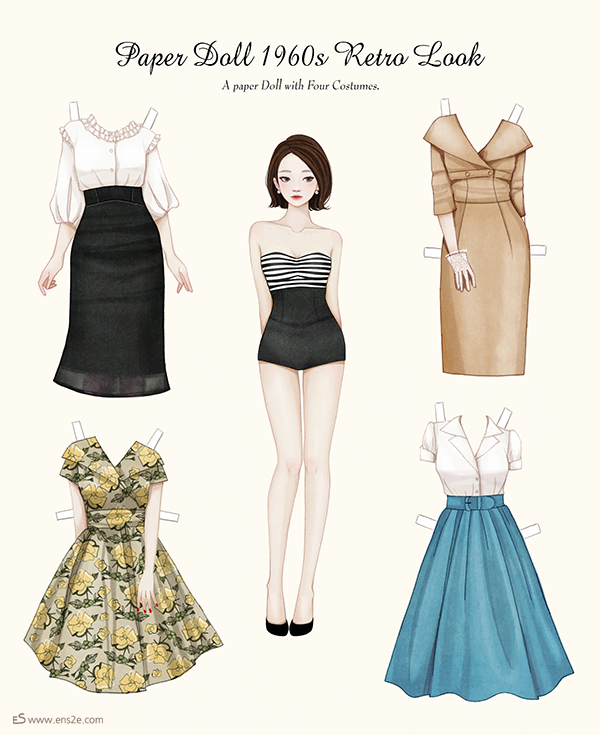 Paper Doll 1960s Retro Look
A paper Doll with Four Costumes.
ES www.ens2e.com